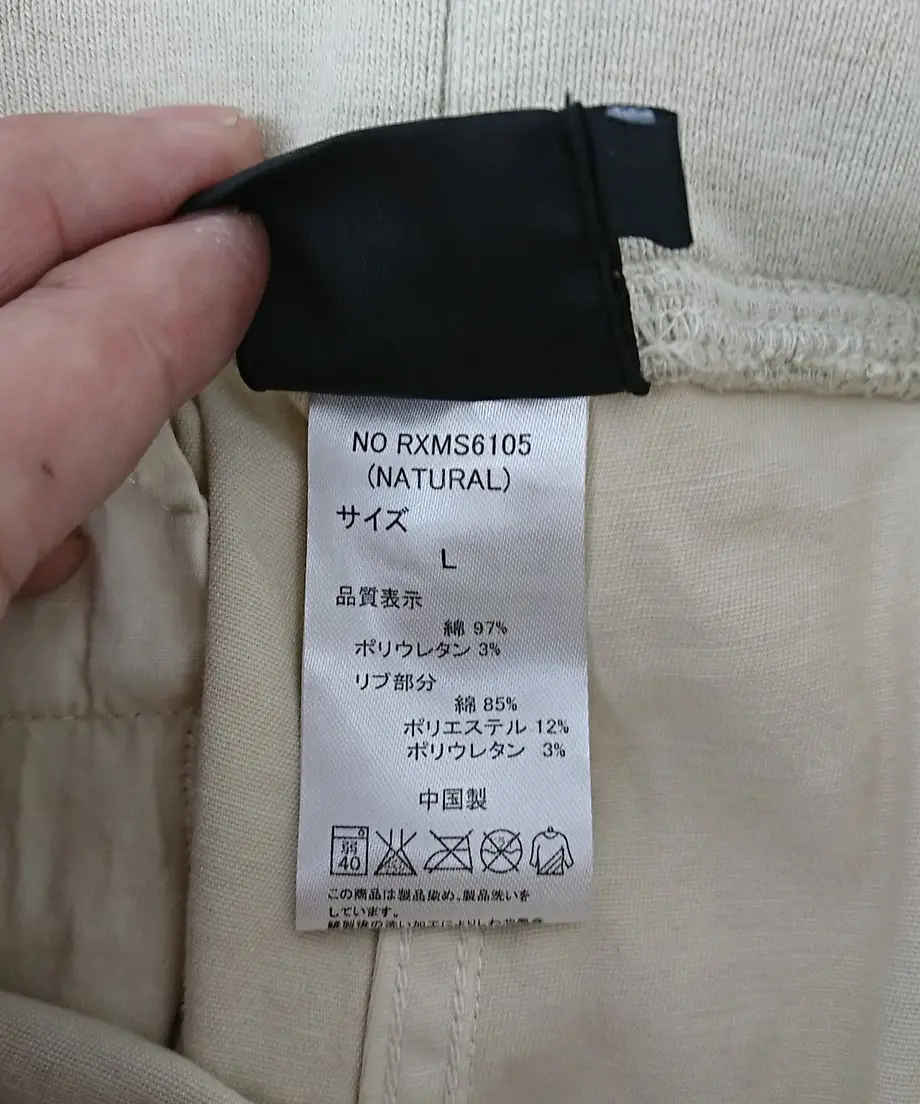 NO RXMS6105
(NATURAL)
サイズ
L
品質表示
綿 97%
ポリウレタン 3%
リブ部分
綿 85%
ポリエステル 12%
ポリウレタン 3%
中国製
弱
40
この商品は製品染め、製品洗いを
しています。